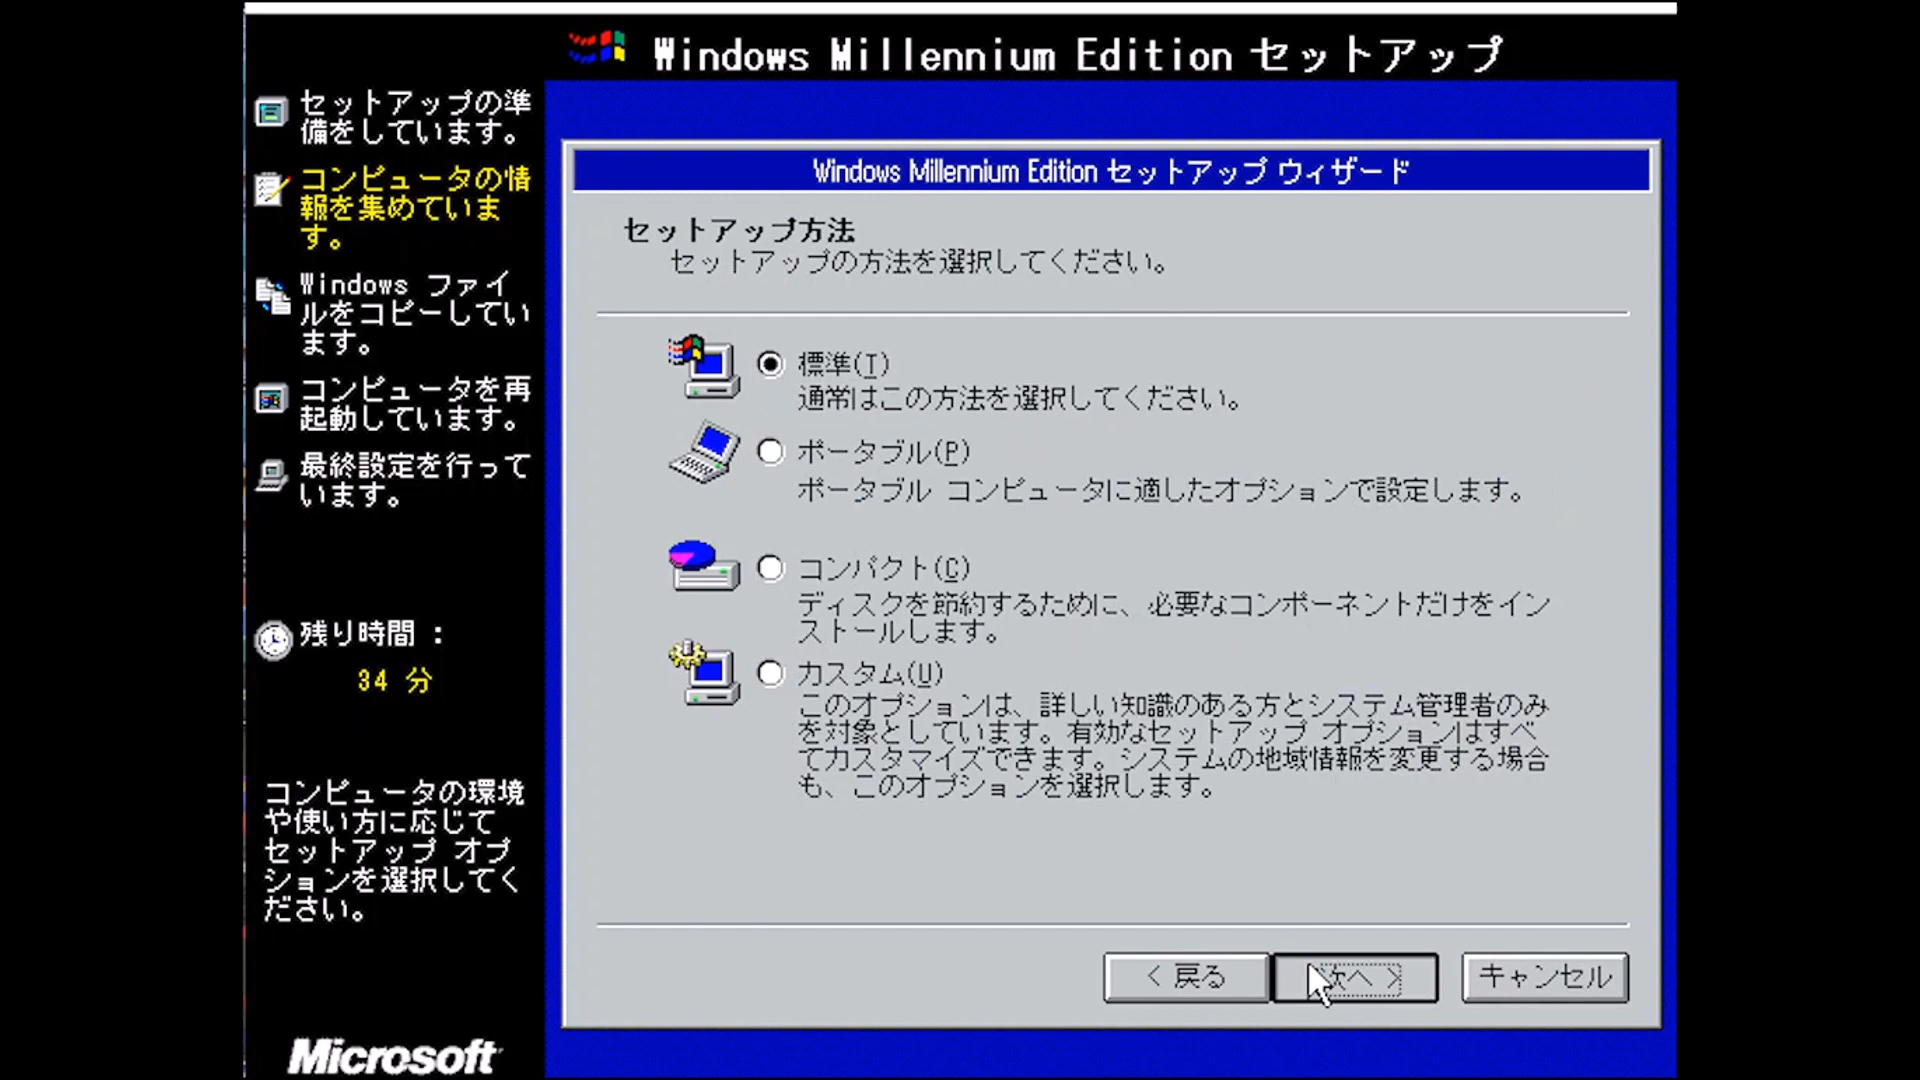 Windows Millennium Edition セットアップ
セットアップの準
備をしています。
コンピュータの情
報を集めていま
す。
Windows ファイ
ルをコピーしてい
ます。
コンピュータを再
起動しています。
最終設定を行って
います。
残り時間 :
34 分
コンピュータの環境
や使い方に応じて
セットアップ オプ
ションを選択してく
ださい。
Microsoft
Windows Millennium Edition セットアップ ウィザード
セットアップ方法
セットアップの方法を選択してください。
標準(T)
通常はこの方法を選択してください。
ポータブル(P)
ポータブル コンピュータに適したオプションで設定します。
コンパクト(C)
ディスクを節約するために、必要なコンポーネントだけをイン
ストールします。
カスタム(U)
このオプションは、詳しい知識のある方とシステム管理者のみ
を対象としています。有効なセットアップ オプションはすべ
てカスタマイズできます。システムの地域情報を変更する場合
も、このオプションを選択します。
< 戻る
次へ >
キャンセル